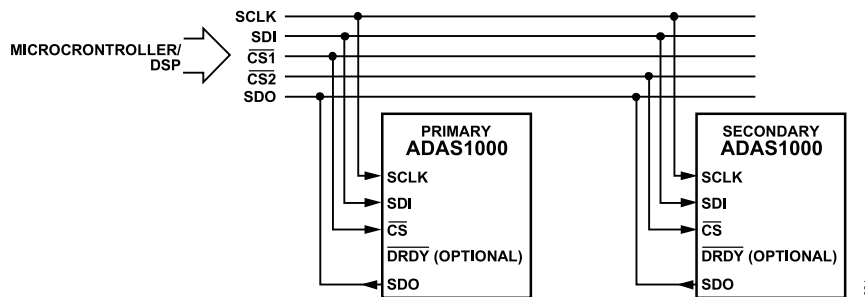 SCLK
SDI
CS1
CS2
SDO
MICROCRONTROLLER/
DSP
PRIMARY
ADAS1000
SCLK
SDI
CS
DRDY (OPTIONAL)
SDO
SECONDARY
ADAS1000
SCLK
SDI
CS
DRDY (OPTIONAL)
SDO